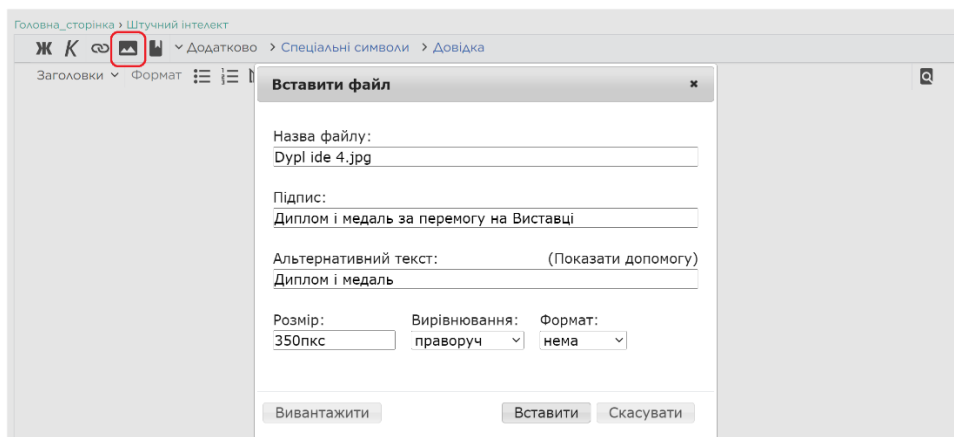 Головна_сторінка › Штучний інтелект
Ж К Додатково Спеціальні символи Довідка
Заголовки Формат
Вставити файл ×
Назва файлу:
Dypl ide 4.jpg
Підпис:
Диплом і медаль за перемогу на Виставці
Альтернативний текст: (Показати допомогу)
Диплом і медаль
Розмір: Вирівнювання: Формат:
350пкс праворуч нема
Вивантажити Вставити Скасувати